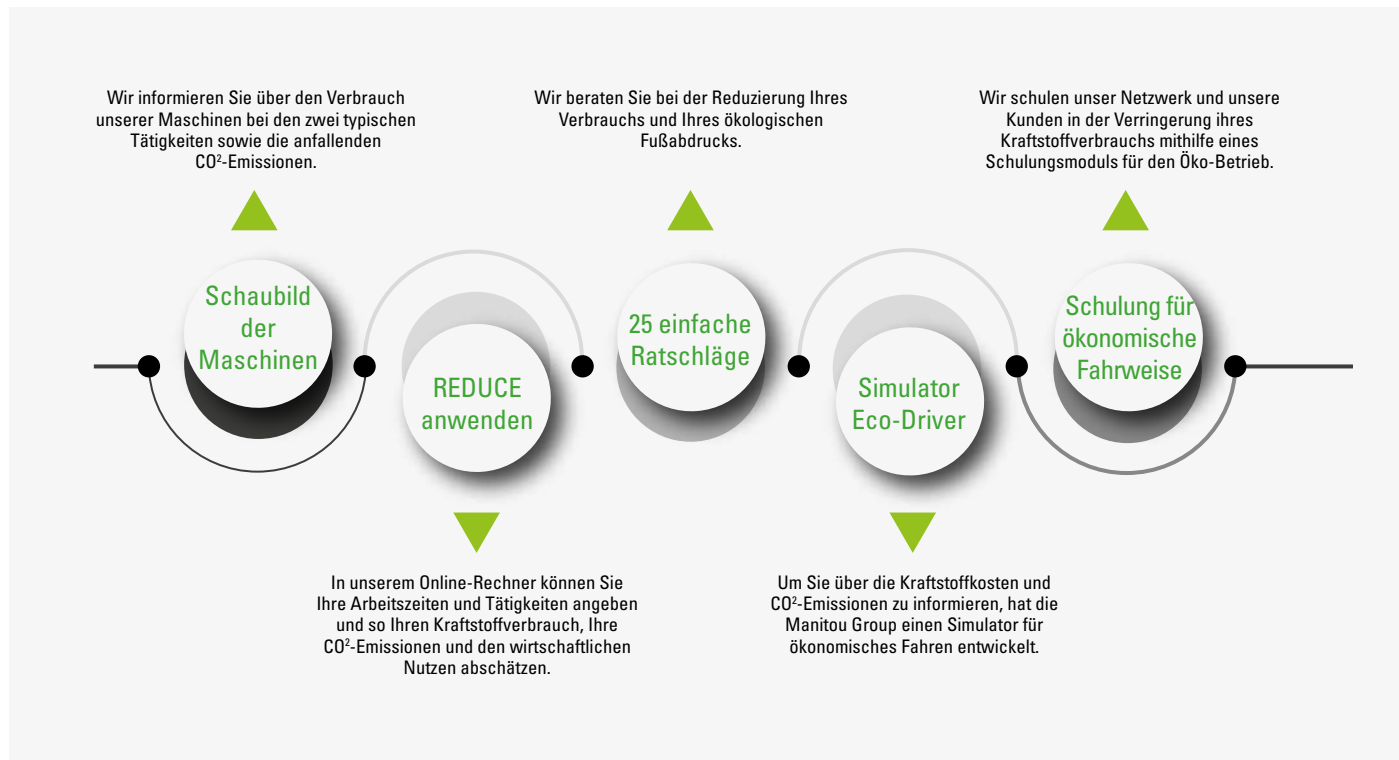 Wir informieren Sie über den Verbrauch
unserer Maschinen bei den zwei typischen
Tätigkeiten sowie die anfallenden
CO²-Emissionen.
Wir beraten Sie bei der Reduzierung Ihres
Verbrauchs und Ihres ökologischen
Fußabdrucks.
Wir schulen unser Netzwerk und unsere
Kunden in der Verringerung ihres
Kraftstoffverbrauchs mithilfe eines
Schulungsmoduls für den Öko-Betrieb.
Schaubild
der
Maschinen
REDUCE
anwenden
25 einfache
Ratschläge
Simulator
Eco-Driver
Schulung für
ökonomische
Fahrweise
In unserem Online-Rechner können Sie
Ihre Arbeitszeiten und Tätigkeiten angeben
und so Ihren Kraftstoffverbrauch, Ihre
CO²-Emissionen und den wirtschaftlichen
Nutzen abschätzen.
Um Sie über die Kraftstoffkosten und
CO²-Emissionen zu informieren, hat die
Manitou Group einen Simulator für
ökonomisches Fahren entwickelt.